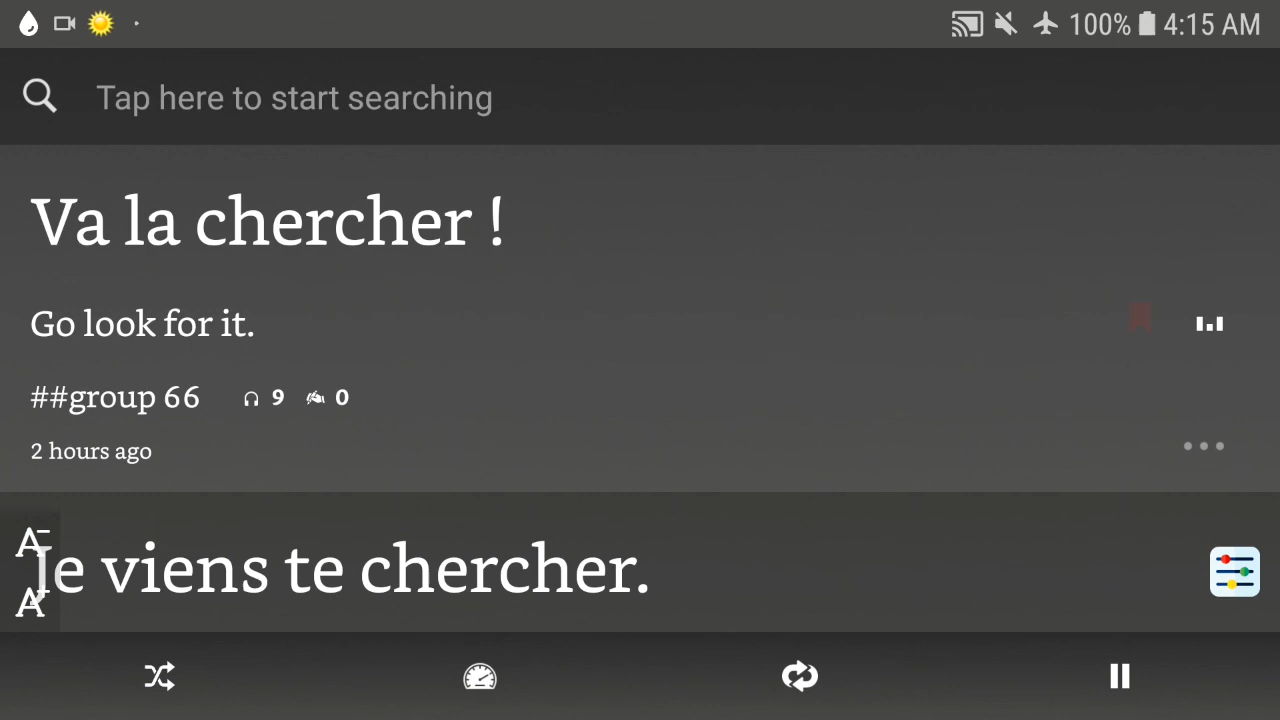 100% 4:15 AM
Tap here to start searching
Va la chercher !
Go look for it.
##group 66 9 0
2 hours ago
A-
Je viens te chercher.
A